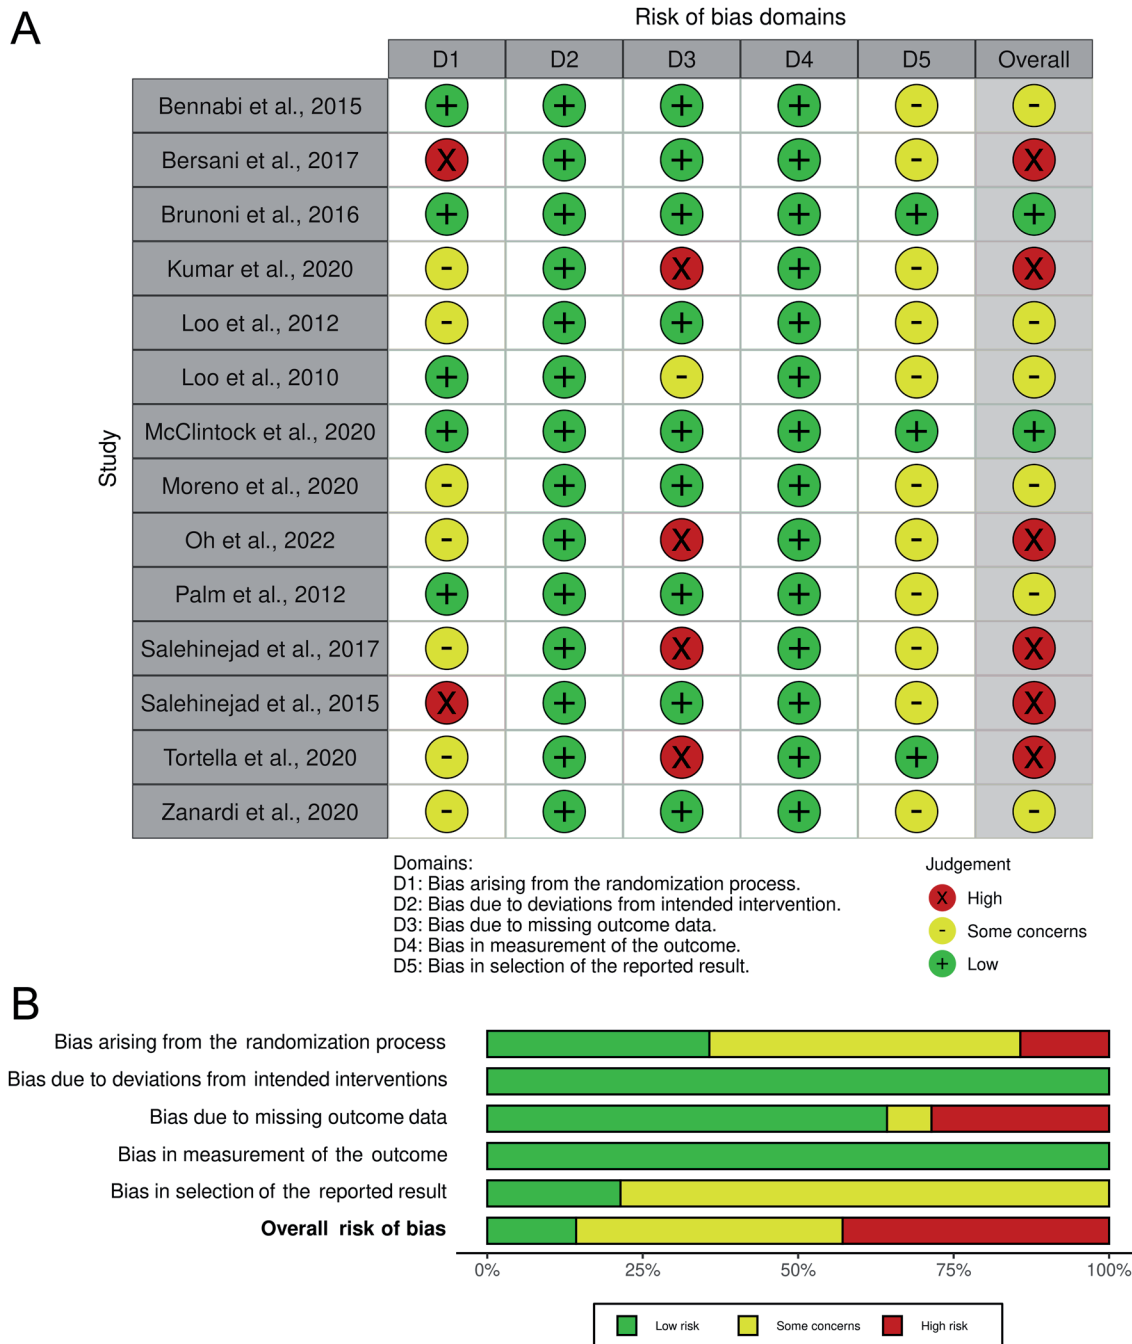 A
Risk of bias domains
D1 D2 D3 D4 D5 Overall
Study
Bennabi et al., 2015 + + + + - -
Bersani et al., 2017 X + + + - X
Brunoni et al., 2016 + + + + + +
Kumar et al., 2020 - + X + - X
Loo et al., 2012 - + + + - -
Loo et al., 2010 + + - + - -
McClintock et al., 2020 + + + + + +
Moreno et al., 2020 - + + + - -
Oh et al., 2022 - + X + - X
Palm et al., 2012 + + + + - -
Salehinejad et al., 2017 - + X + - X
Salehinejad et al., 2015 X + + + - X
Tortella et al., 2020 - + X + + X
Zanardi et al., 2020 - + + + - -
Domains:
D1: Bias arising from the randomization process.
D2: Bias due to deviations from intended intervention.
D3: Bias due to missing outcome data.
D4: Bias in measurement of the outcome.
D5: Bias in selection of the reported result.
Judgement
X High
- Some concerns
+ Low
B
Bias arising from the randomization process
Bias due to deviations from intended interventions
Bias due to missing outcome data
Bias in measurement of the outcome
Bias in selection of the reported result
Overall risk of bias
0% 25% 50% 75% 100%
Low risk Some concerns High risk